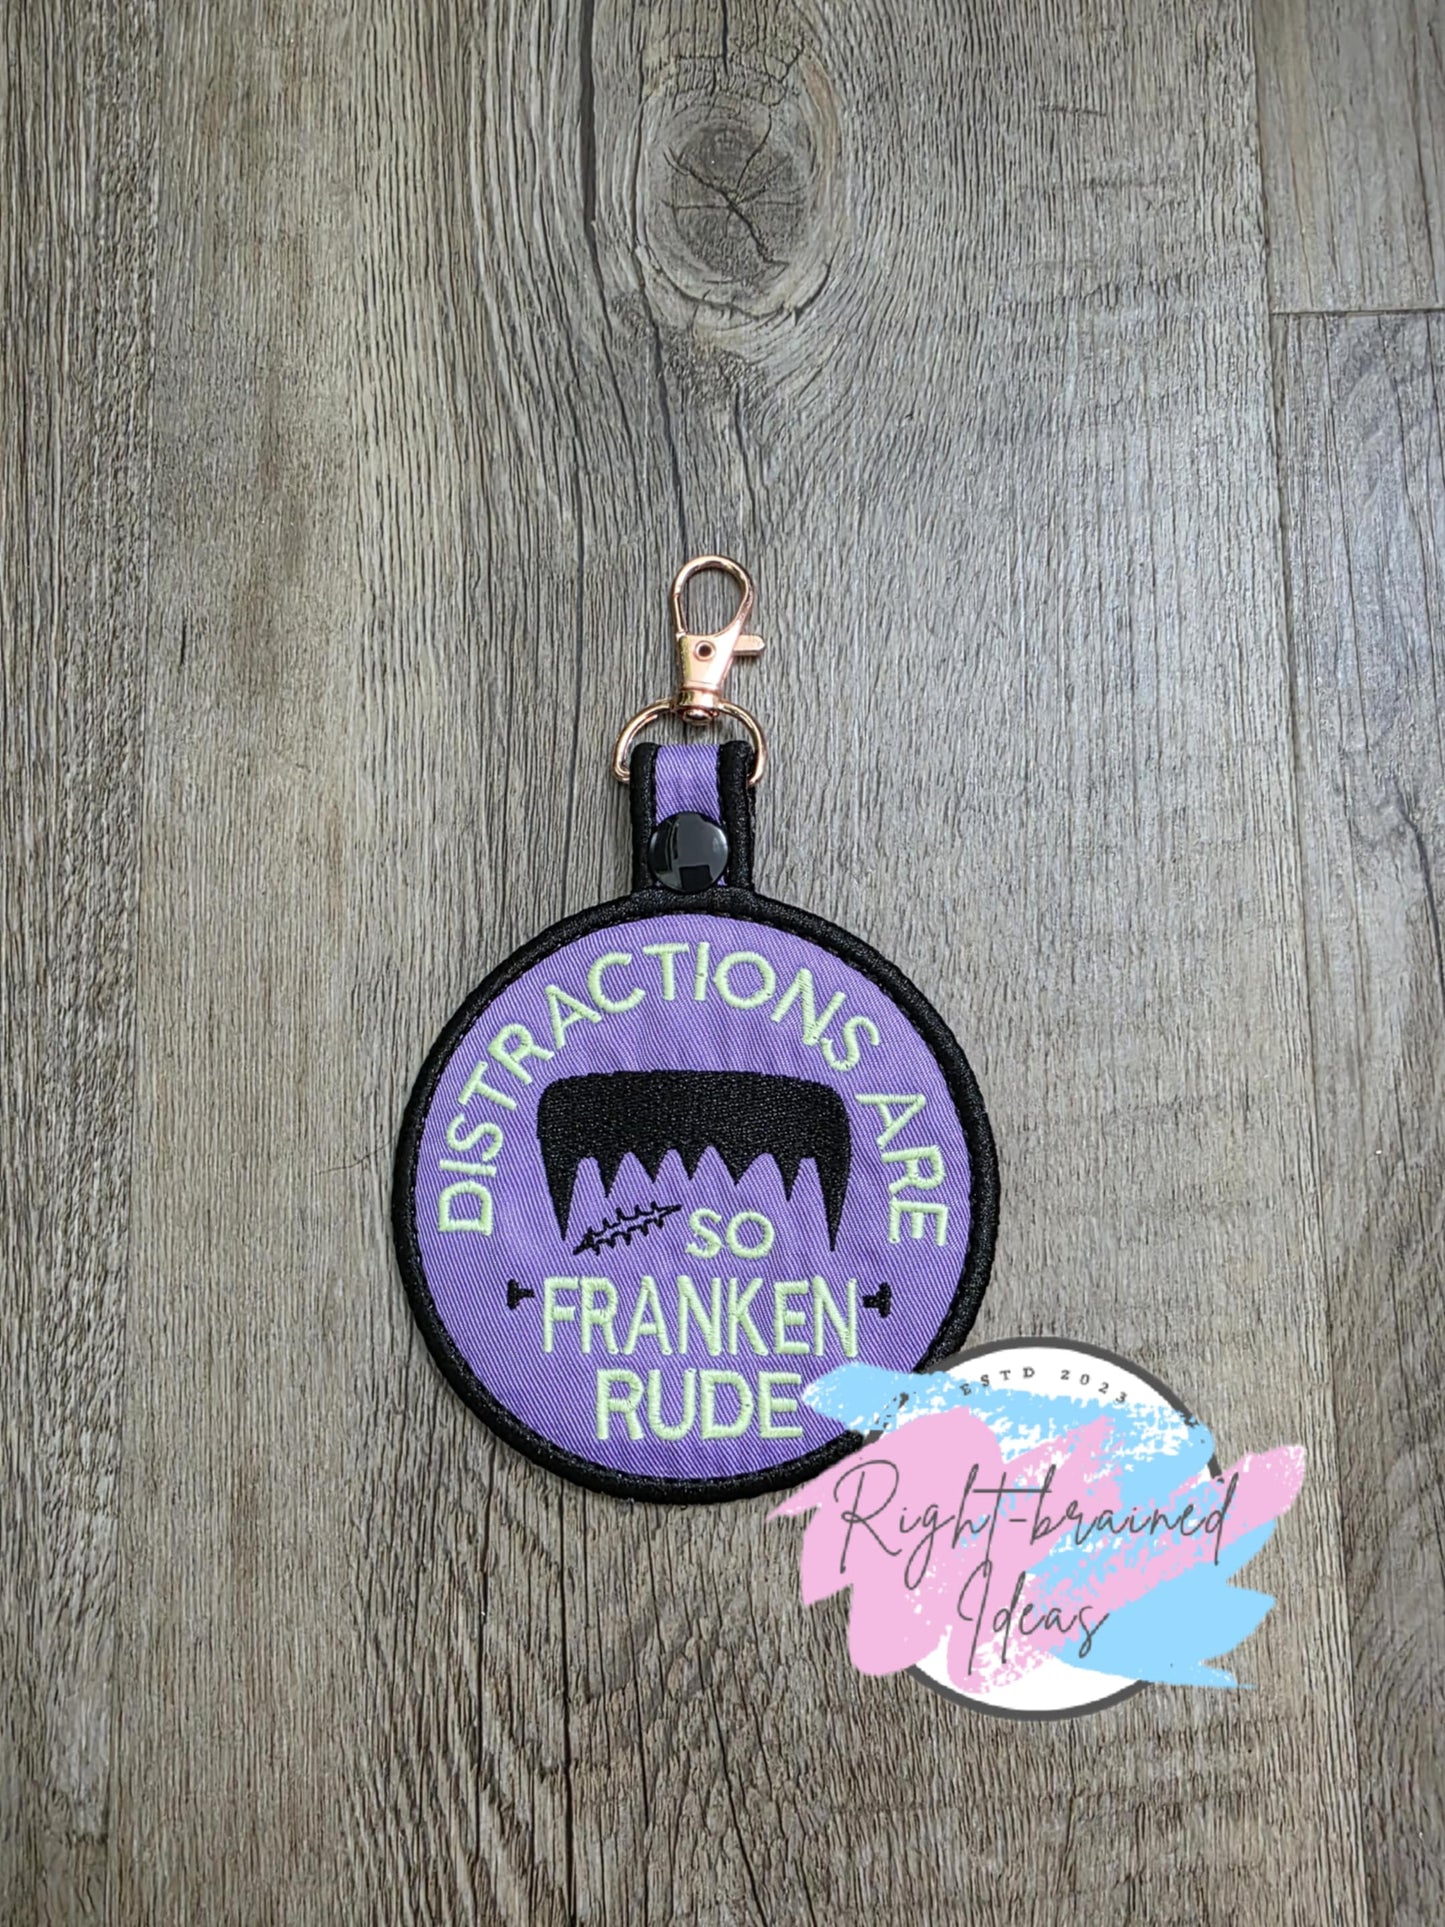 DISTRACTIONS ARE
SO
FRANKEN
RUDE
ESTD 2023
Right-brained
Ideas